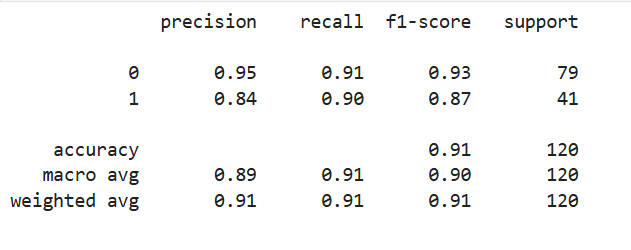 precision recall f1-score support
0 0.95 0.91 0.93 79
1 0.84 0.90 0.87 41
accuracy 0.91 120
macro avg 0.89 0.91 0.90 120
weighted avg 0.91 0.91 0.91 120